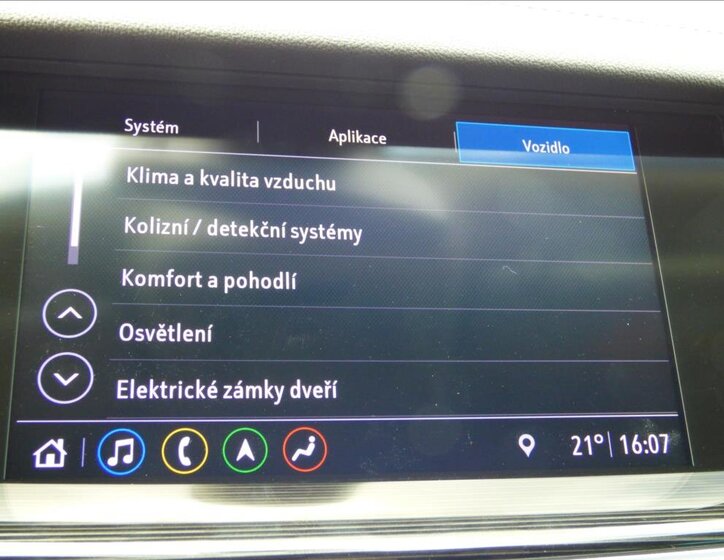 Systém
Aplikace
Vozidlo
Klima a kvalita vzduchu
Kolizní / detekční systémy
Komfort a pohodlí
Osvětlení
Elektrické zámky dveří
21° 16:07